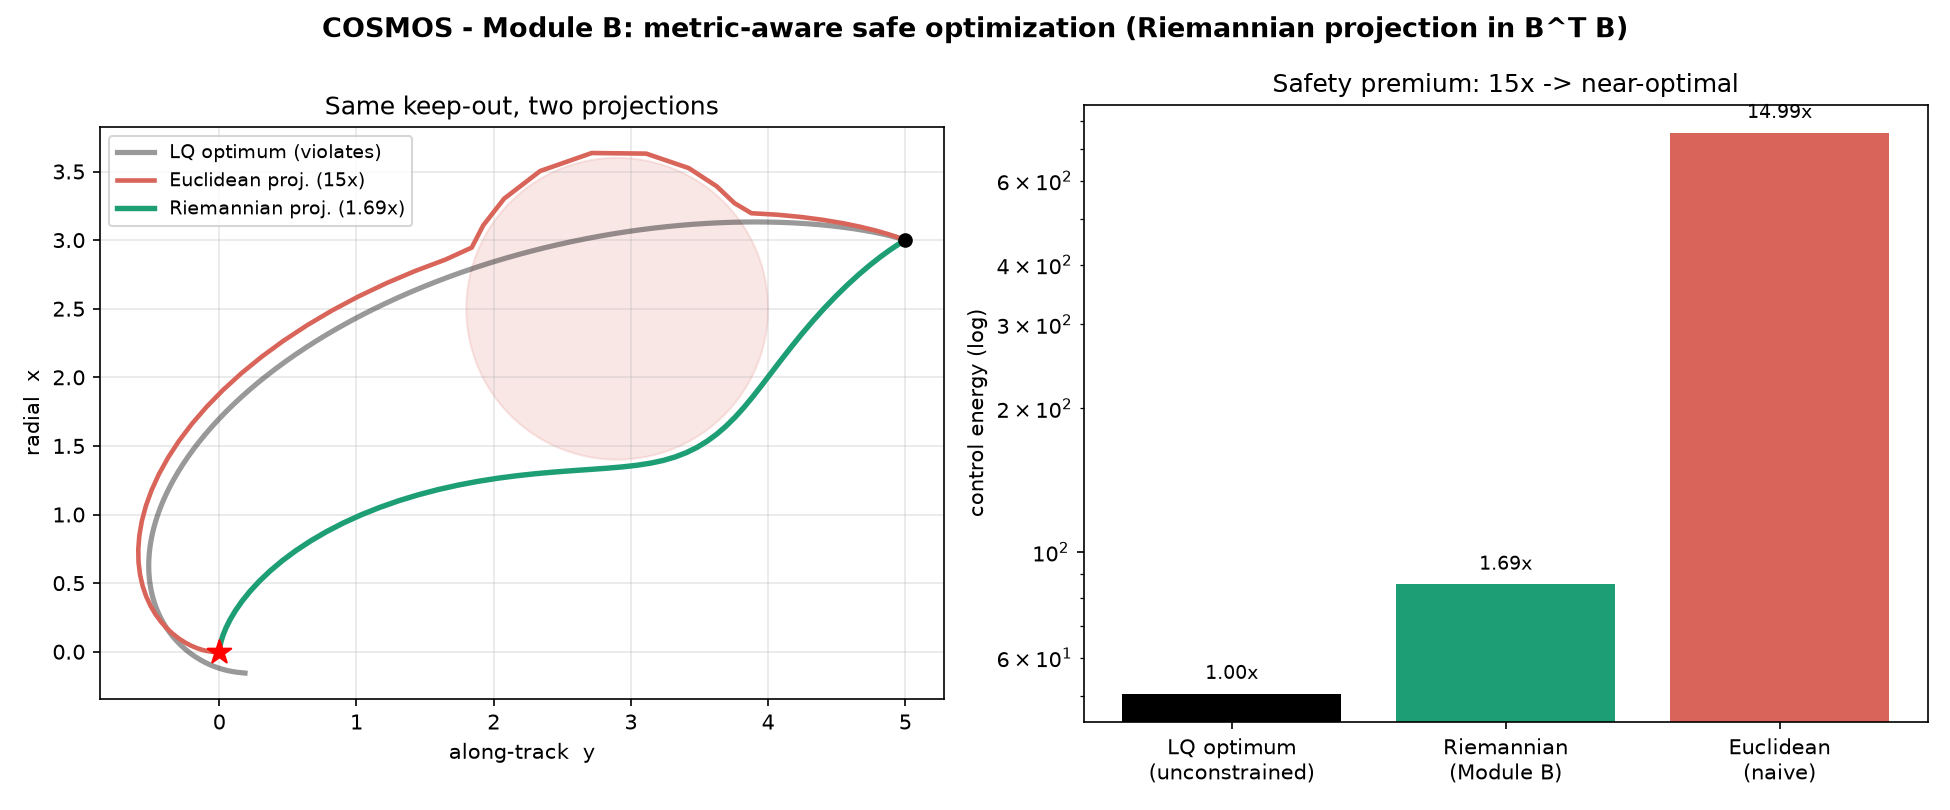 COSMOS - Module B: metric-aware safe optimization (Riemannian projection in B^T B)
Same keep-out, two projections
LQ optimum (violates)
Euclidean proj. (15x)
Riemannian proj. (1.69x)
3.5
3.0
2.5
2.0
1.5
1.0
0.5
0.0
radial x
0 1 2 3 4 5
along-track y
Safety premium: 15x -> near-optimal
14.99x
1.69x
1.00x
6 × 10²
4 × 10²
3 × 10²
2 × 10²
10²
6 × 10¹
control energy (log)
LQ optimum
(unconstrained)
Riemannian
(Module B)
Euclidean
(naive)